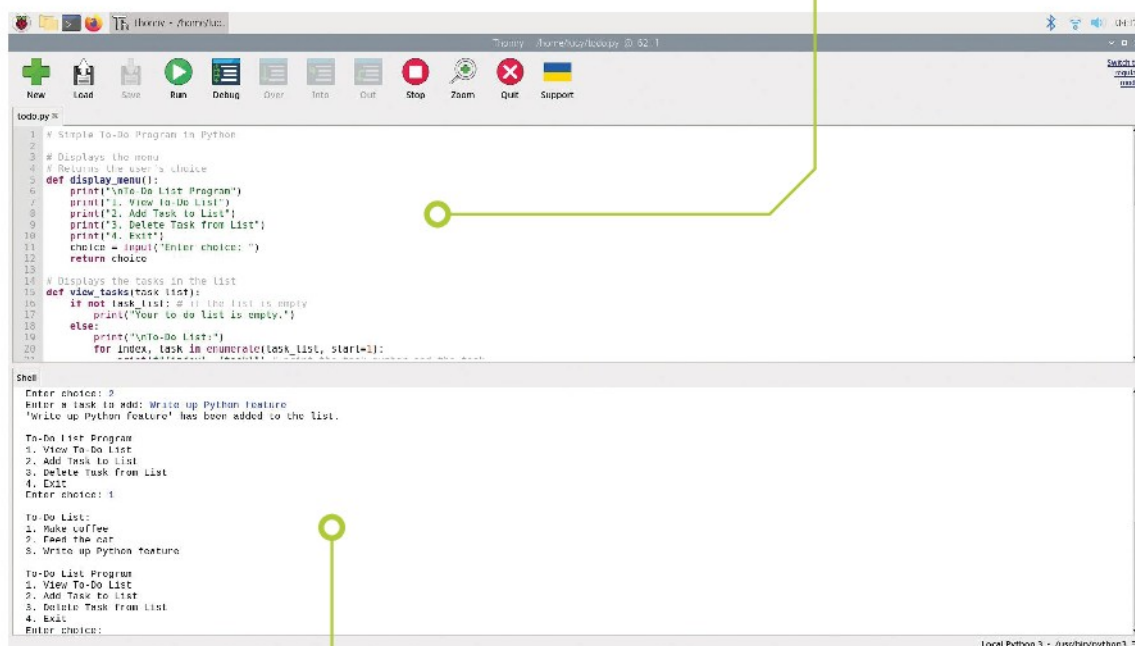 Thonny - /home/luc..
Thonny - /home/lucy/todo.py @ 62 : 1
New Load Save Run Debug Over Into Out Stop Zoom Quit Support
Switch to
regular
mode
todo.py
1 # Simple To-Do Program in Python
2
3 # Displays the menu
4 # Returns the user's choice
5 def display_menu():
6 print("\nTo-Do List Program")
7 print("1. View To-Do List")
8 print("2. Add Task to List")
9 print("3. Delete Task from List")
10 print("4. Exit")
11 choice = input("Enter choice: ")
12 return choice
13
14 # Displays the tasks in the list
15 def view_tasks(task_list):
16 if not task_list: # if the list is empty
17 print("Your to do list is empty.")
18 else:
19 print("\nTo-Do List:")
20 for index, task in enumerate(task_list, start=1):
Shell
Enter choice: 2
Enter a task to add: Write up Python feature
'Write up Python feature' has been added to the list.
To-Do List Program
1. View To-Do List
2. Add Task to List
3. Delete Task from List
4. Exit
Enter choice: 1
To-Do List:
1. Make coffee
2. Feed the cat
3. Write up Python feature
To-Do List Program
1. View To-Do List
2. Add Task to List
3. Delete Task from List
4. Exit
Enter choice:
Local Python 3 • /usr/bin/python3